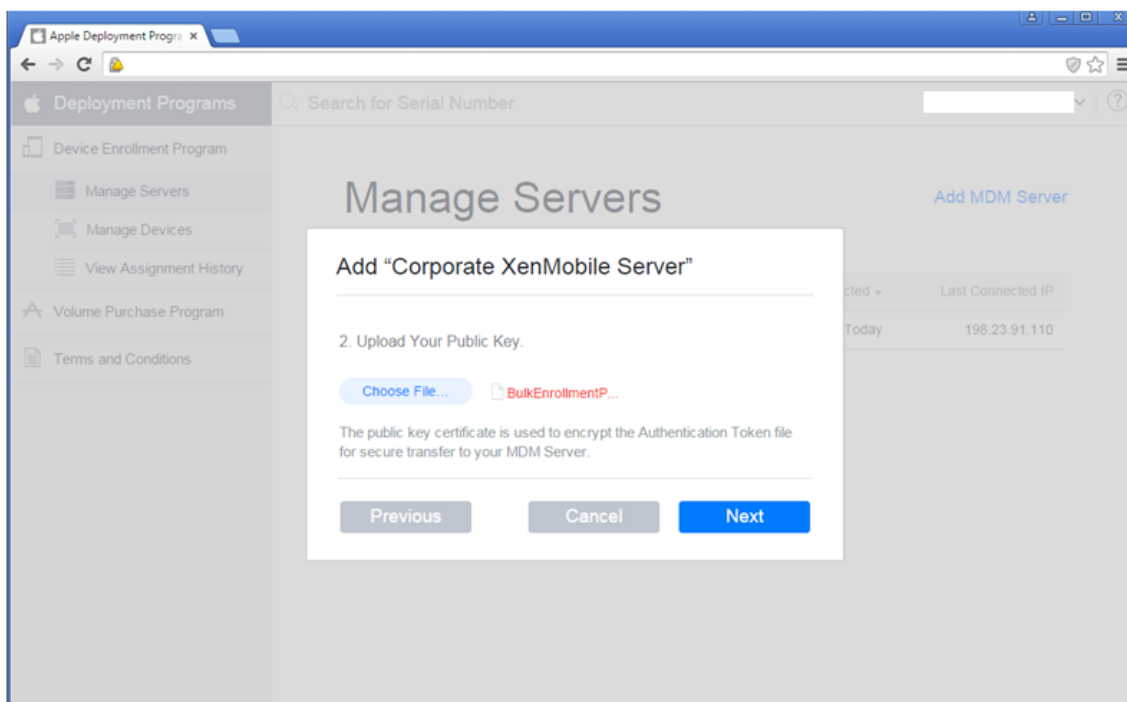 Apple Deployment Progra
Deployment Programs
Search for Serial Number
Device Enrollment Program
Manage Servers
Manage Devices
View Assignment History
Volume Purchase Program
Terms and Conditions
Manage Servers
Add MDM Server
cted
Last Connected IP
Today
198.23.91.110
Add “Corporate XenMobile Server”
2. Upload Your Public Key.
Choose File...
BulkEnrollmentP...
The public key certificate is used to encrypt the Authentication Token file
for secure transfer to your MDM Server.
Previous
Cancel
Next